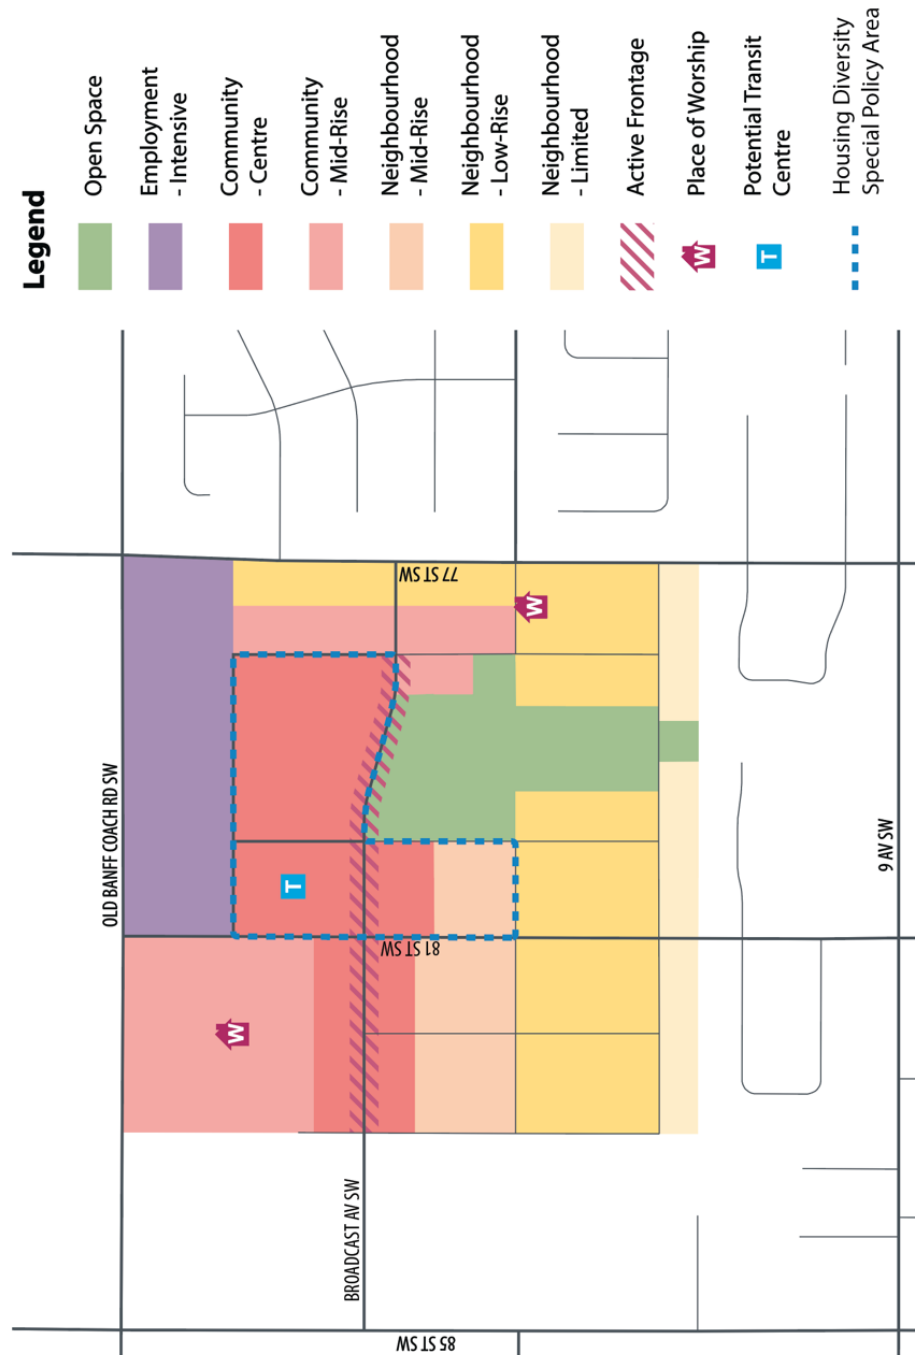 Legend
Open Space
Employment
- Intensive
Community
- Centre
Community
- Mid-Rise
Neighbourhood
- Mid-Rise
Neighbourhood
- Low-Rise
Neighbourhood
- Limited
Active Frontage
W
Place of Worship
T
Potential Transit
Centre
Housing Diversity
Special Policy Area
OLD BANFF COACH RD SW
77 ST SW
W
T
81 ST SW
W
BROADCAST AV SW
9 AV SW
85 ST SW